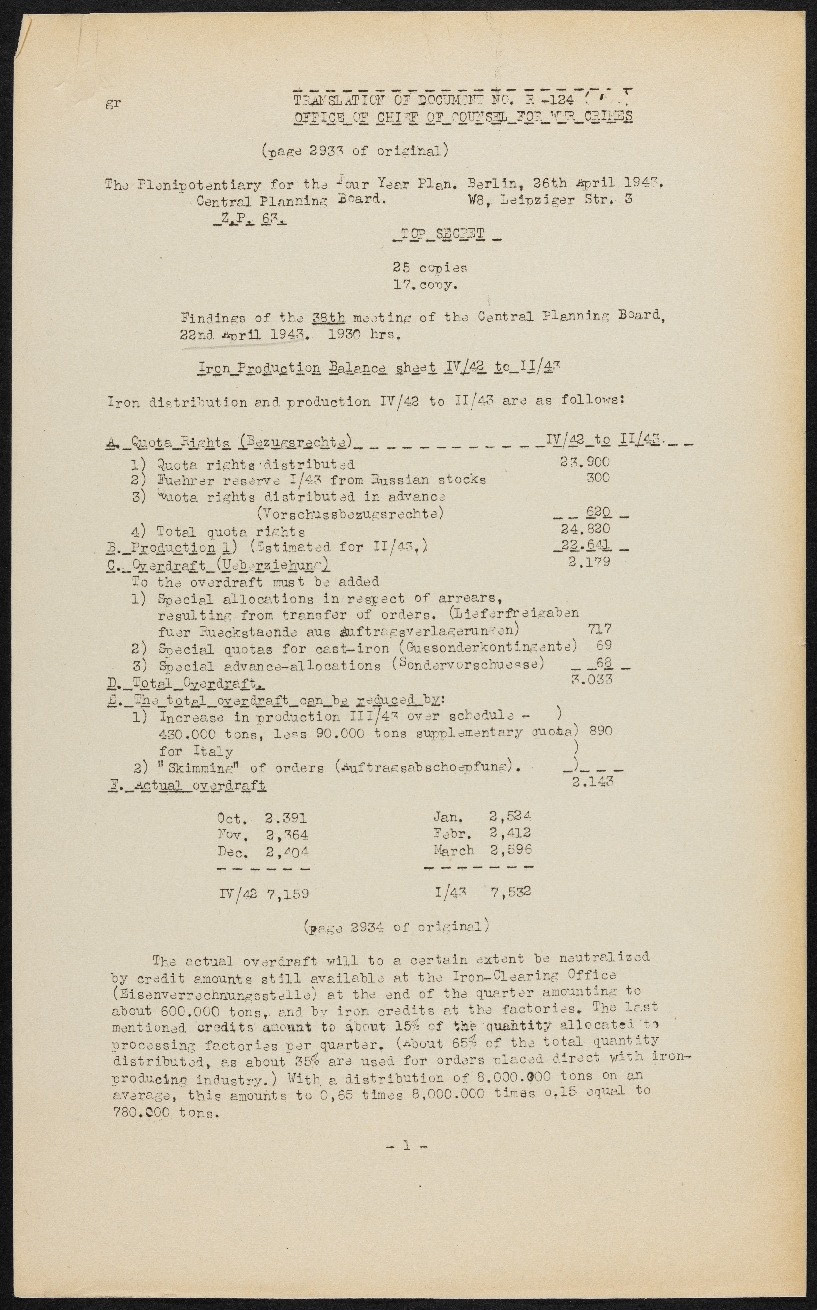 gr
TRANSLATION OF DOCUMENT NO. R -124
OFFICE OF CHIEF OF COUNSEL FOR WAR CRIMES
(page 2933 of original)
The Plenipotentiary for the Four Year Plan. Berlin, 26th April 1943.
Central Planning Board. W8, Leipziger Str. 3
Z.P. 63.
TOP SECRET
25 copies
17.copy.
Findings of the 38th meeting of the Central Planning Board,
22nd April 1943. 1930 hrs.
Iron Production Balance sheet IV/42 to II/43
Iron distribution and production IV/42 to II/43 are as follows:
A. Quota Rights (Bezugsrechte) IV/42 to II/43.
1) Quota rights distributed 23.900
2) Fuehrer reserve I/43 from Russian stocks 300
3) Quota rights distributed in advance
(Vorschussbezugsrechte) 620
4) Total quota rights 24.820
B. Production 1) (Estimated for II/43,) 22.641
C. Overdraft (Ueberziehung) 2.179
To the overdraft must be added
1) Special allocations in respect of arrears,
resulting from transfer of orders. (Lieferfreigaben
fuer Rueckstaende aus Auftragsverlagerungen) 717
2) Special quotas for cast-iron (Gussonderkontingente) 69
3) Special advance-allocations (Sondervorschuesse) 68
D. Total Overdraft. 3.033
E. The total overdraft can be reduced by:
1) Increase in production III/43 over schedule - )
430.000 tons, less 90.000 tons supplementary quota) 890
for Italy )
2) "Skimming" of orders (Auftragsabschoepfung). )
F. Actual overdraft 2.143
Oct. 2.391 Jan. 2,524
Nov. 2,364 Febr. 2,412
Dec. 2,404 March 2,596
IV/42 7,159 I/43 7,532
(page 2934 of original)
The actual overdraft will to a certain extent be neutralized
by credit amounts still available at the Iron-Clearing Office
(Eisenverrechnungsstelle) at the end of the quarter amounting to
about 600.000 tons, and by iron credits at the factories. The last
mentioned credits amount to about 15% of the quantity allocated to
processing factories per quarter. (About 65% of the total quantity
distributed, as about 35% are used for orders placed direct with iron-
producing industry.) With a distribution of 8.000.000 tons on an
average, this amounts to 0,65 times 8,000.000 times 0,15 equal to
780.000 tons.
- 1 -